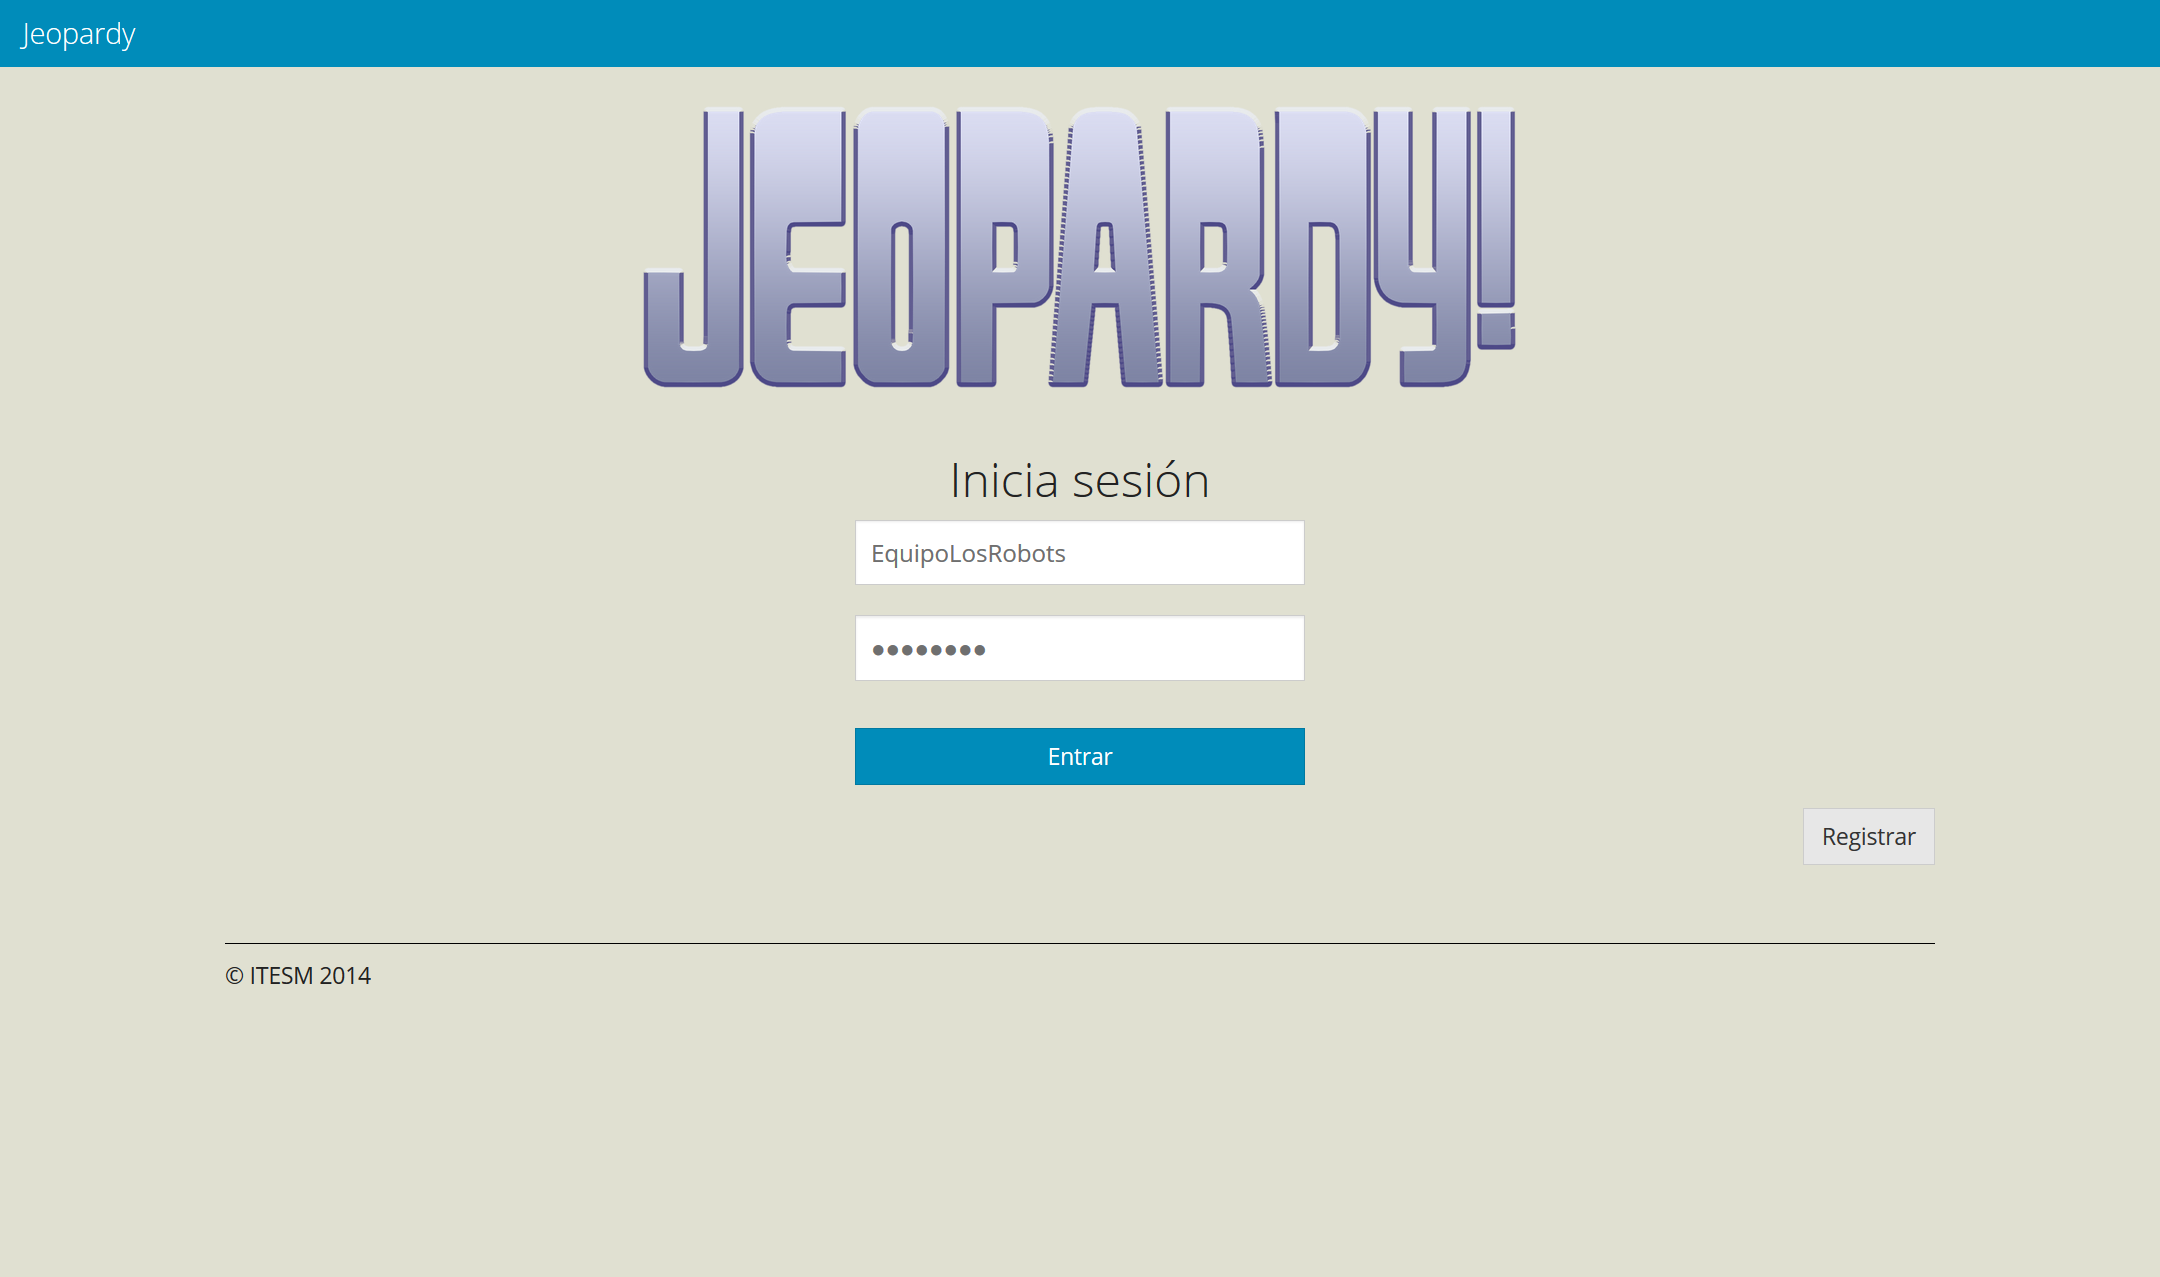 Jeopardy
JEOPARDY!
Inicia sesión
EquipoLosRobots
••••••••
Entrar
Registrar
© ITESM 2014